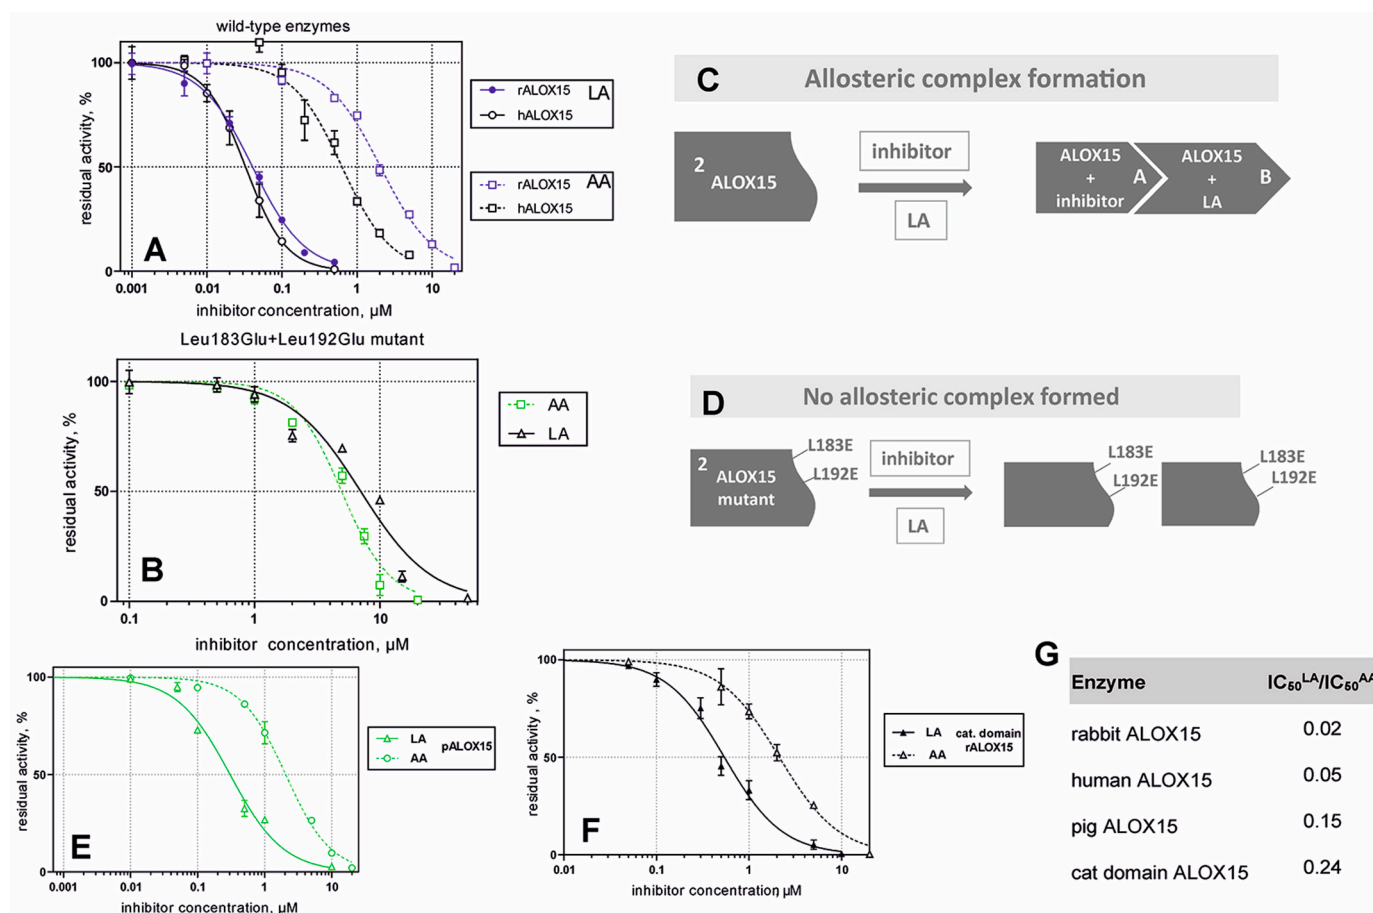 wild-type enzymes
residual activity, %
100
50
0
0.001
0.01
0.1
1
10
inhibitor concentration, µM
A
rALOX15
LA
hALOX15
rALOX15
AA
hALOX15
C
Allosteric complex formation
2
ALOX15
inhibitor
LA
ALOX15
+
inhibitor
A
ALOX15
+
LA
B
Leu183Glu+Leu192Glu mutant
residual activity, %
100
50
0
0.1
1
10
inhibitor concentration, µM
B
AA
LA
D
No allosteric complex formed
2
ALOX15
mutant
L183E
L192E
inhibitor
LA
L183E
L192E
L183E
L192E
residual activity, %
100
50
0
0.001
0.01
0.1
1
10
inhibitor concentration, µM
E
LA
pALOX15
AA
residual activity, %
100
50
0
0.01
0.1
1
10
inhibitor concentration, µM
F
LA cat. domain
AA rALOX15
G
Enzyme IC₅₀ᴸᴬ/IC₅₀ᴬᴬ
rabbit ALOX15 0.02
human ALOX15 0.05
pig ALOX15 0.15
cat domain ALOX15 0.24